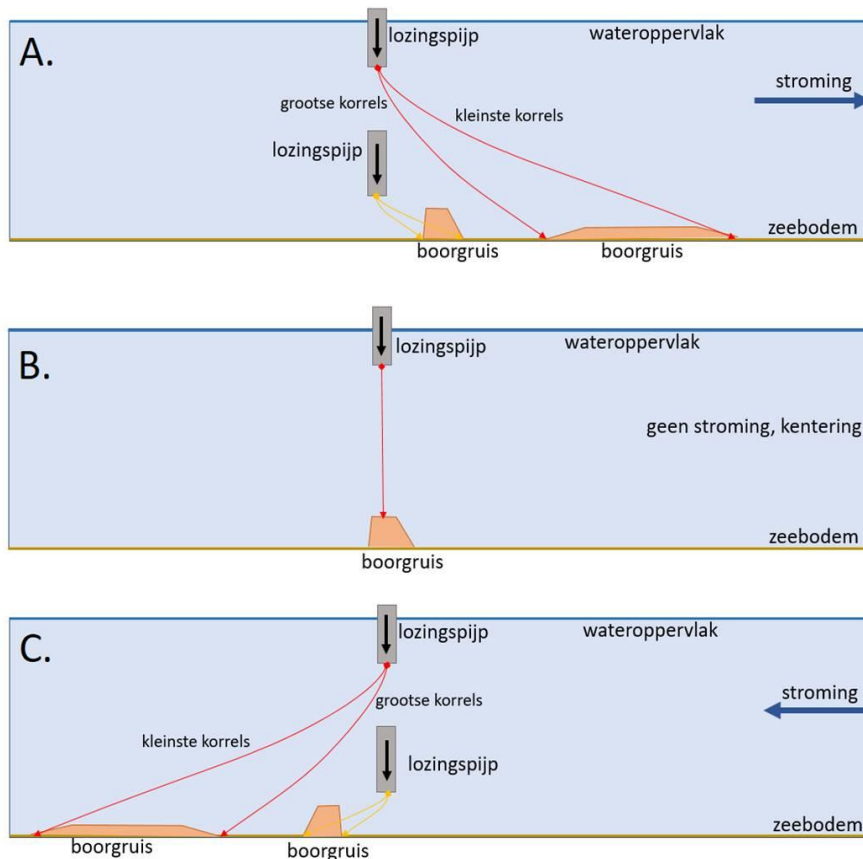 A.
lozingspijp
wateroppervlak
stroming
grootse korrels
kleinste korrels
lozingspijp
zeebodem
boorgruis
boorgruis
B.
lozingspijp
wateroppervlak
geen stroming, kentering
zeebodem
boorgruis
C.
lozingspijp
wateroppervlak
stroming
grootse korrels
kleinste korrels
lozingspijp
zeebodem
boorgruis
boorgruis